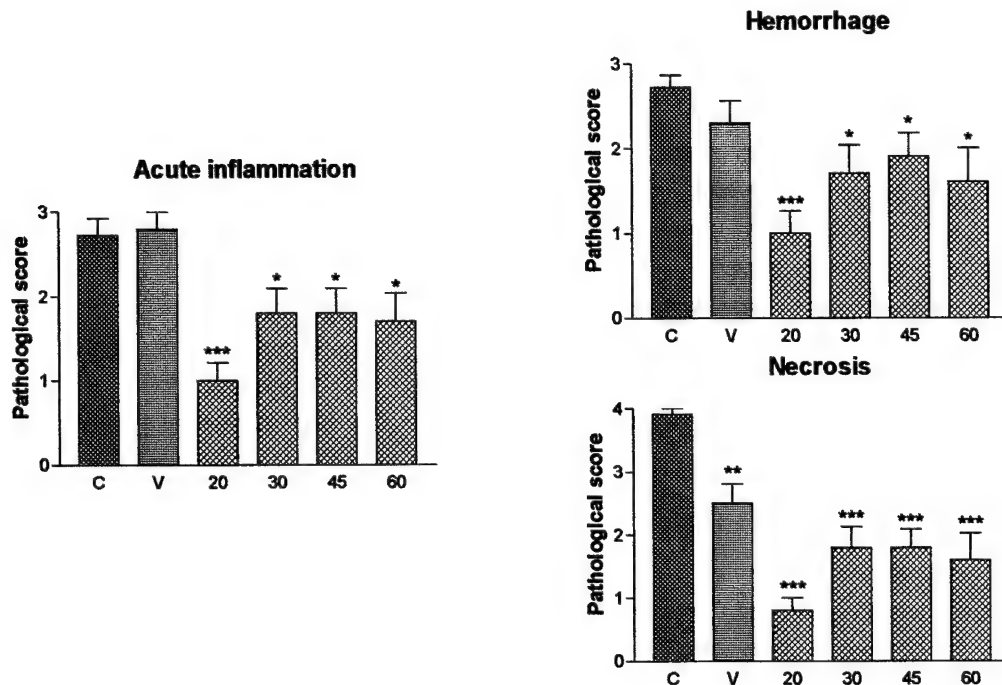 Acute inflammation
Pathological score
3
2
1
0
***
*
*
*
C V 20 30 45 60
Hemorrhage
Pathological score
3
2
1
0
***
*
*
*
C V 20 30 45 60
Necrosis
Pathological score
4
3
2
1
0
**
***
***
***
***
C V 20 30 45 60